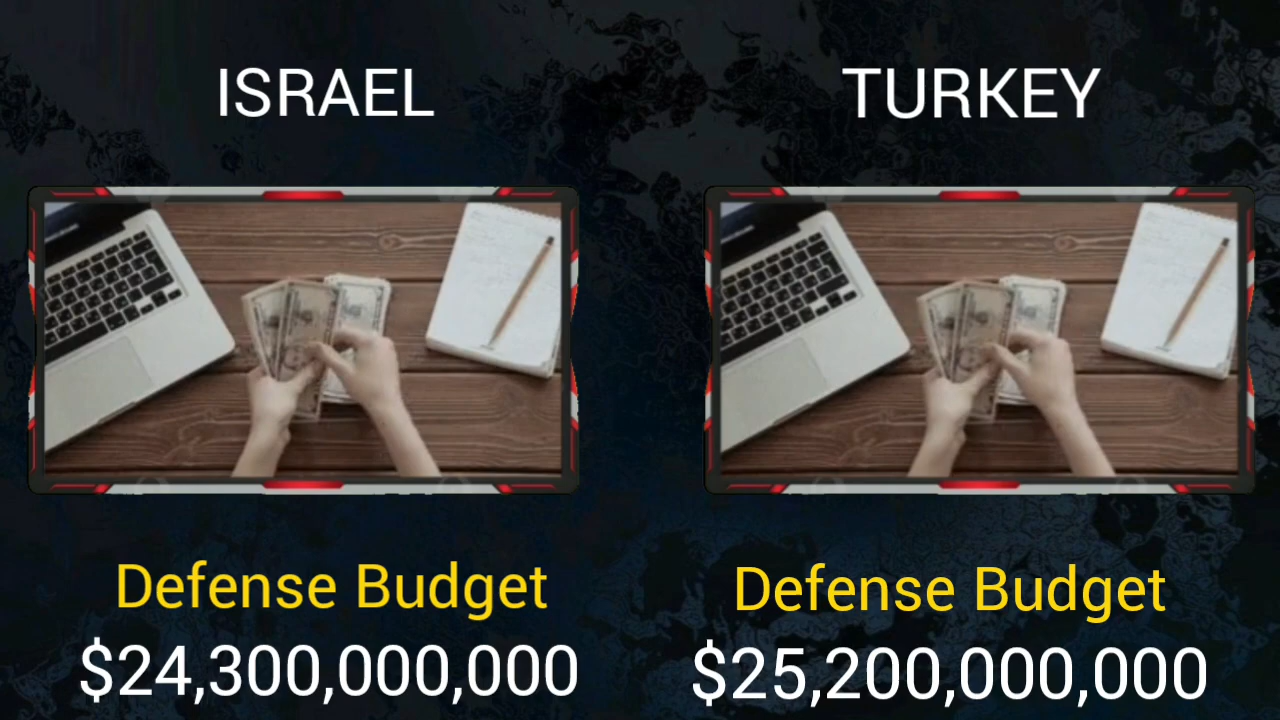 ISRAEL
TURKEY
Defense Budget
$24,300,000,000
Defense Budget
$25,200,000,000